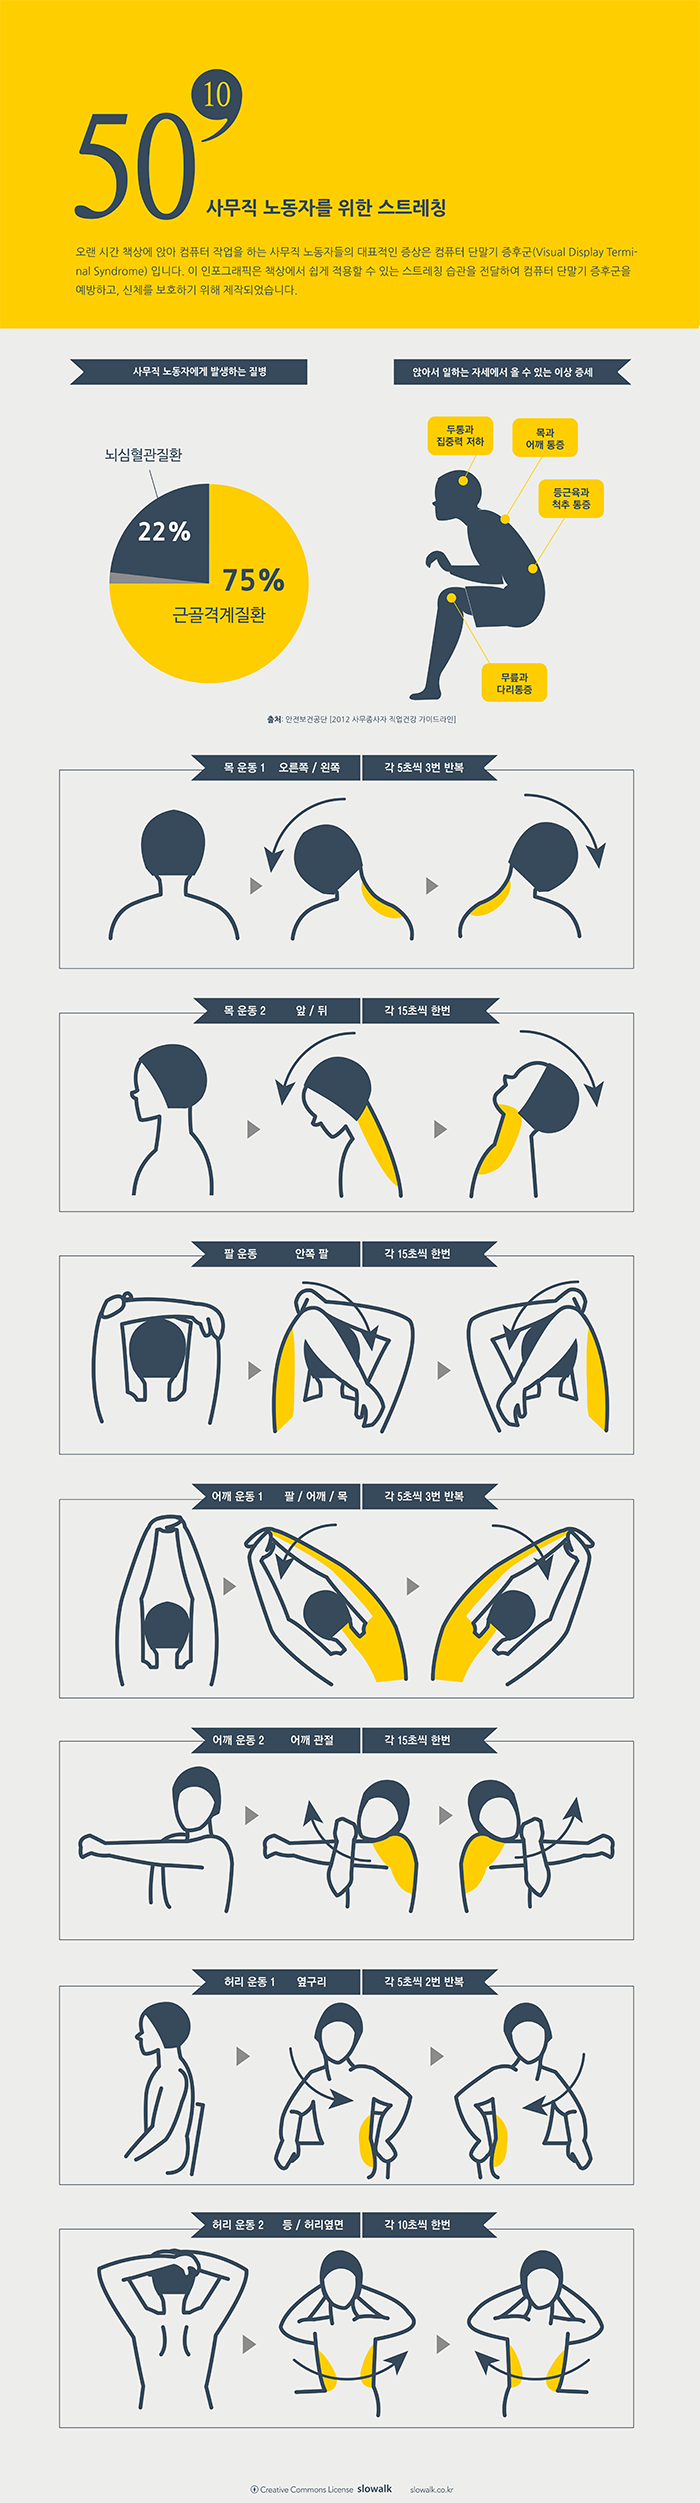 50
10
사무직 노동자를 위한 스트레칭
오랜 시간 책상에 앉아 컴퓨터 작업을 하는 사무직 노동자들의 대표적인 증상은 컴퓨터 단말기 증후군(Visual Display Termi-
nal Syndrome) 입니다. 이 인포그래픽은 책상에서 쉽게 적용할 수 있는 스트레칭 습관을 전달하여 컴퓨터 단말기 증후군을
예방하고, 신체를 보호하기 위해 제작되었습니다.
사무직 노동자에게 발생하는 질병
뇌심혈관질환
22%
75%
근골격계질환
앉아서 일하는 자세에서 올 수 있는 이상 증세
두통과
집중력 저하
목과
어깨 통증
등근육과
척추 통증
무릎과
다리통증
출처: 안전보건공단 [2012 사무종사자 직업건강 가이드라인]
목 운동 1 오른쪽 / 왼쪽 각 5초씩 3번 반복
목 운동 2 앞 / 뒤 각 15초씩 한번
팔 운동 안쪽 팔 각 15초씩 한번
어깨 운동 1 팔 / 어깨 / 목 각 5초씩 3번 반복
어깨 운동 2 어깨 관절 각 15초씩 한번
허리 운동 1 옆구리 각 5초씩 2번 반복
허리 운동 2 등 / 허리옆면 각 10초씩 한번
Creative Commons License slowalk slowalk.co.kr